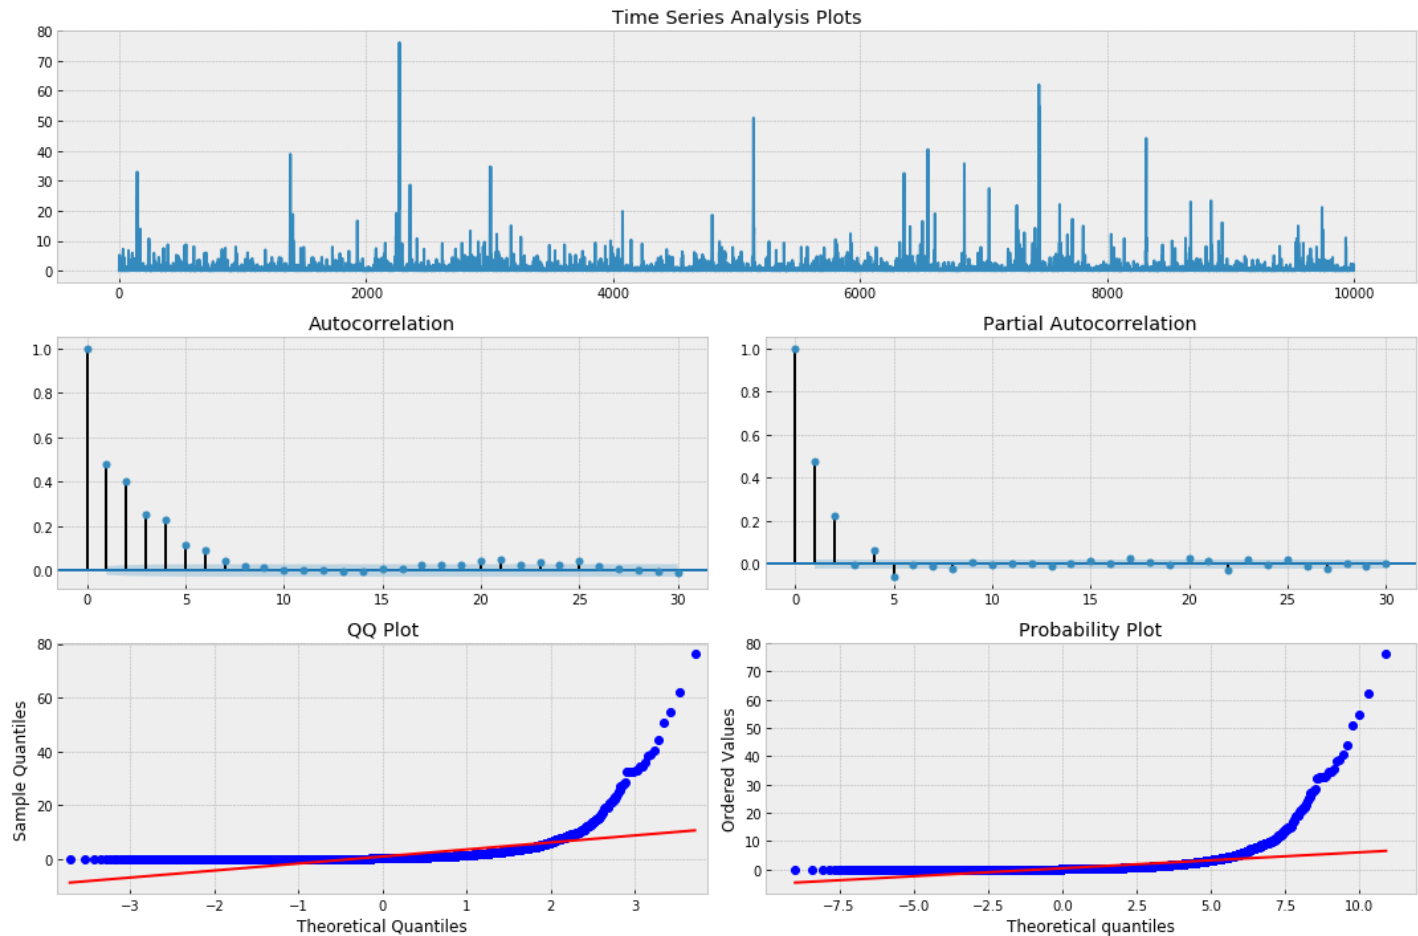 Time Series Analysis Plots
80
70
60
50
40
30
20
10
0
0 2000 4000 6000 8000 10000
Autocorrelation
1.0
0.8
0.6
0.4
0.2
0.0
0 5 10 15 20 25 30
Partial Autocorrelation
1.0
0.8
0.6
0.4
0.2
0.0
0 5 10 15 20 25 30
QQ Plot
Sample Quantiles
80
60
40
20
0
−3 −2 −1 0 1 2 3
Theoretical Quantiles
Probability Plot
Ordered Values
80
70
60
50
40
30
20
10
0
−7.5 −5.0 −2.5 0.0 2.5 5.0 7.5 10.0
Theoretical quantiles